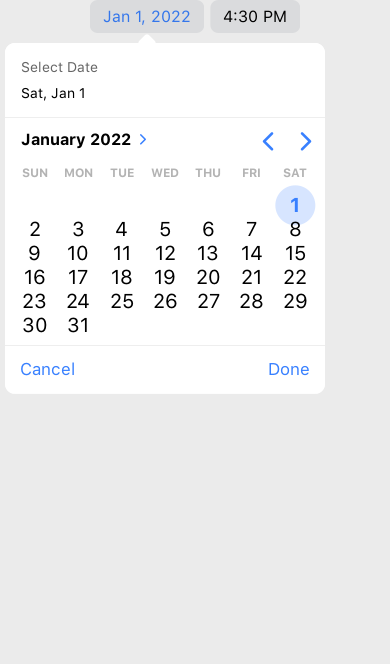 Jan 1, 2022 4:30 PM
Select Date
Sat, Jan 1
January 2022
SUN MON TUE WED THU FRI SAT
1
2 3 4 5 6 7 8
9 10 11 12 13 14 15
16 17 18 19 20 21 22
23 24 25 26 27 28 29
30 31
Cancel Done